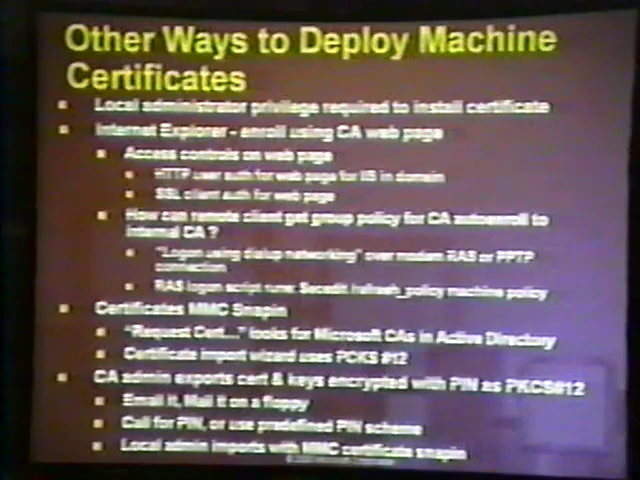 Other Ways to Deploy Machine
Certificates
Local administrator privilege required to install certificate
Internet Explorer - enroll using CA web page
Access controls on web page
HTTP user auth for web page for IIS in domain
SSL client auth for web page
How can remote client get group policy for CA autoenroll to
internal CA ?
"Logon using dialup networking" over modem RAS or PPTP
connection
RAS logon script runs: Secedit /refresh_policy machine policy
Certificates MMC Snapin
"Request Cert..." looks for Microsoft CAs in Active Directory
Certificate import wizard uses PCKS #12
CA admin exports cert & keys encrypted with PIN as PKCS#12
Email it, Mail it on a floppy
Call for PIN, or use predefined PIN scheme
Local admin imports with MMC certificate snapin